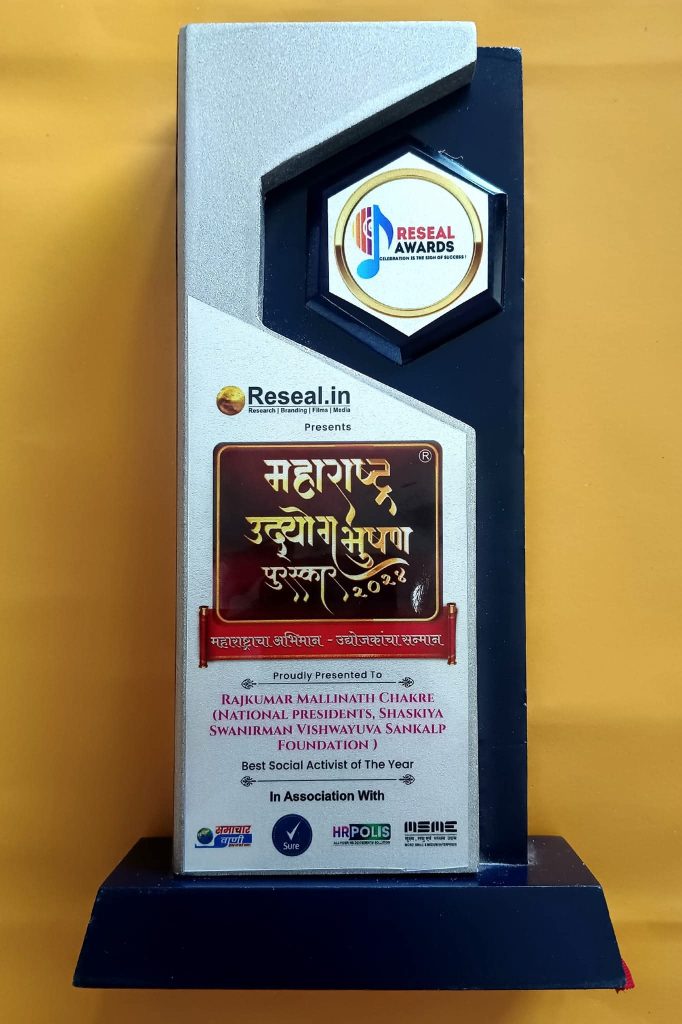 RESEAL
AWARDS
CELEBRATION IS THE SIGN OF SUCCESS !
Reseal.in
Research | Branding | Films | Media
Presents
®
महाराष्ट्र
उद्योग भुषण
पुरस्कार २०२४
महाराष्ट्राचा अभिमान - उद्योजकांचा सन्मान
Proudly Presented To
Rajkumar Mallinath Chakre
(National presidents, Shaskiya
Swanirman Vishwayuva Sankalp
Foundation )
Best Social Activist of The Year
In Association With
समाचार
वाणी
Sure
HRPOLIS
MSME